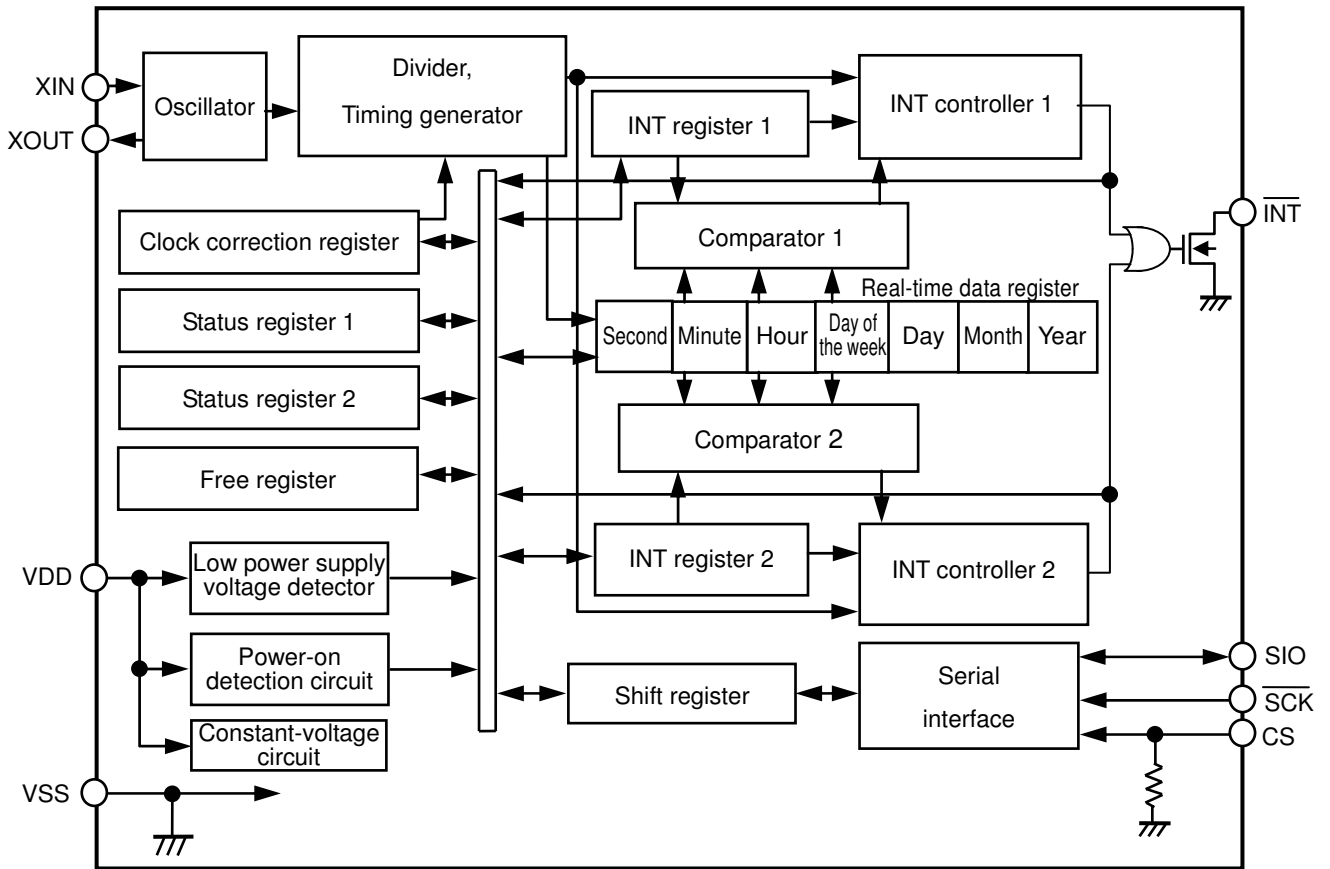 XIN
XOUT
Oscillator
Divider,
Timing generator
INT register 1
INT controller 1
Clock correction register
Comparator 1
INT
Status register 1
Real-time data register
Second
Minute
Hour
Day of
the week
Day
Month
Year
Status register 2
Comparator 2
Free register
VDD
Low power supply
voltage detector
INT register 2
INT controller 2
Power-on
detection circuit
Shift register
Serial
interface
SIO
SCK
CS
Constant-voltage
circuit
VSS